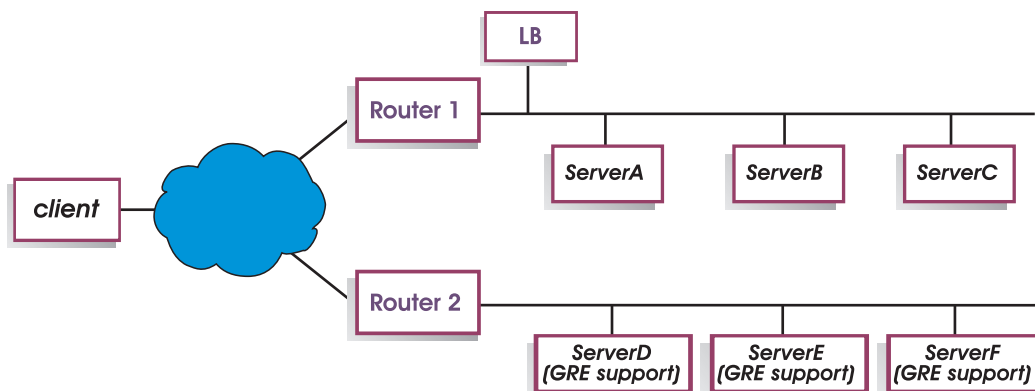 LB
Router 1
ServerA
ServerB
ServerC
client
Router 2
ServerD
(GRE support)
ServerE
(GRE support)
ServerF
(GRE support)